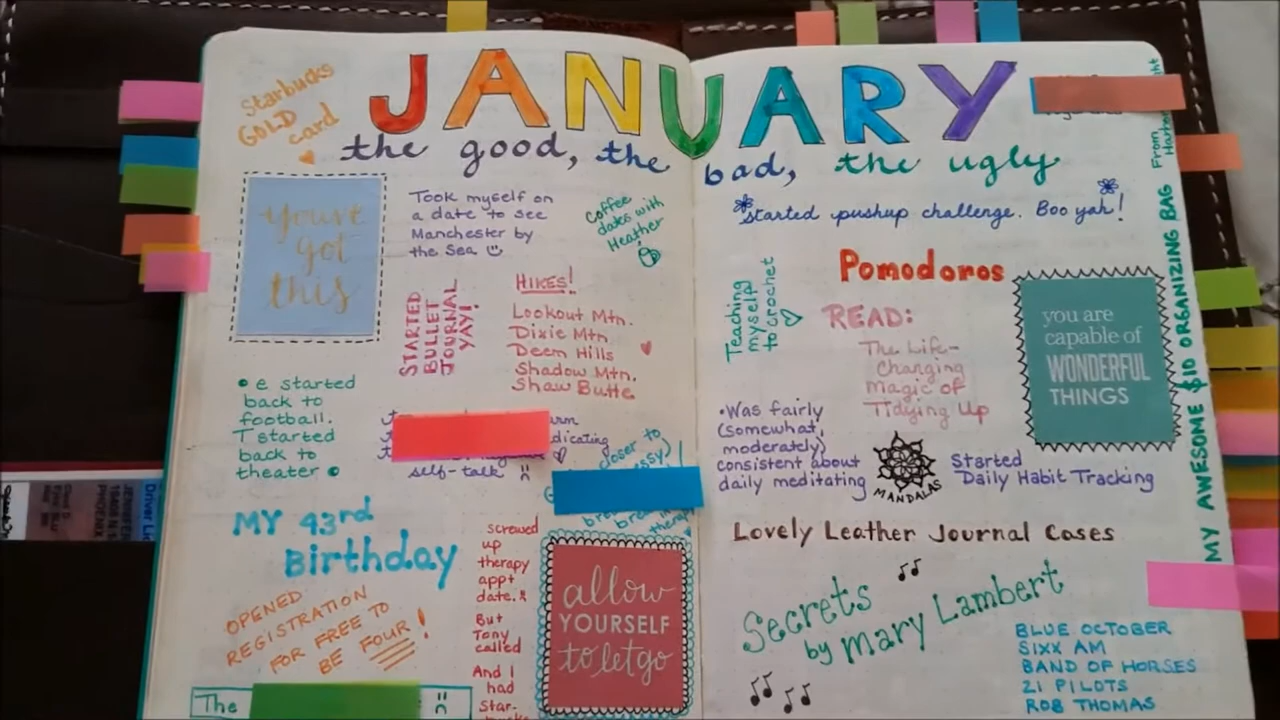 JANUARY
the good, the bad, the ugly
Starbucks
GOLD
card
you've
got
this
Took myself on
a date to see
Manchester by
the Sea
Coffee
dates with
Heather
STARTED
BULLET
JOURNAL
YAY!
HIKES!
Lookout Mtn.
Dixie Mtn
Deem Hills
Shadow Mtn.
Shaw Butte
e started
back to
football.
T started
back to
theater
self-talk
closer to
MY 43rd
Birthday
OPENED
REGISTRATION
FOR FREE TO
BE FOUR!
screwed
up
therapy
appt
date.
But
Tony
called
And I
had
Star-
allow
YOURSELF
to let go
The
started pushup challenge. Boo yah!
Pomodoros
Teaching
myself
to crochet
READ:
The Life-
Changing
Magic of
Tidying Up
you are
capable of
WONDERFUL
THINGS
•Was fairly
(somewhat,
moderately)
consistent about
daily meditating
MANDALAS
Started
Daily Habit Tracking
Lovely Leather Journal Cases
Secrets
by Mary Lambert
BLUE OCTOBER
SIXX AM
BAND OF HORSES
21 PILOTS
ROB THOMAS
MY AWESOME $10 ORGANIZING BAG
From